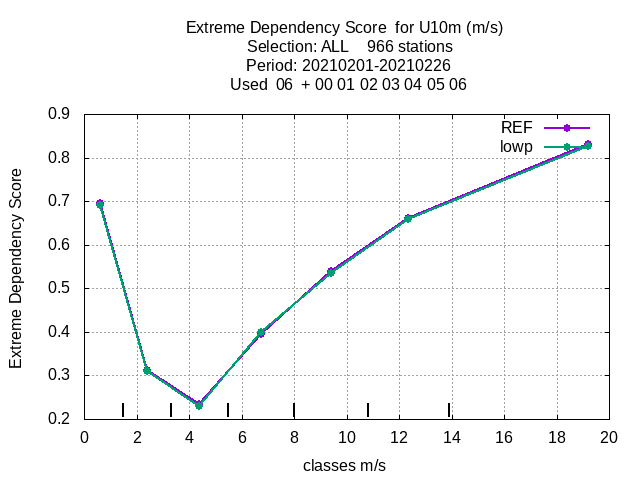 Extreme Dependency Score  for U10m (m/s)
Selection: ALL    966 stations
Period: 20210201-20210226
Used  06  + 00 01 02 03 04 05 06
REF
lowp
Extreme Dependency Score
0.9
0.8
0.7
0.6
0.5
0.4
0.3
0.2
0 2 4 6 8 10 12 14 16 18 20
classes m/s